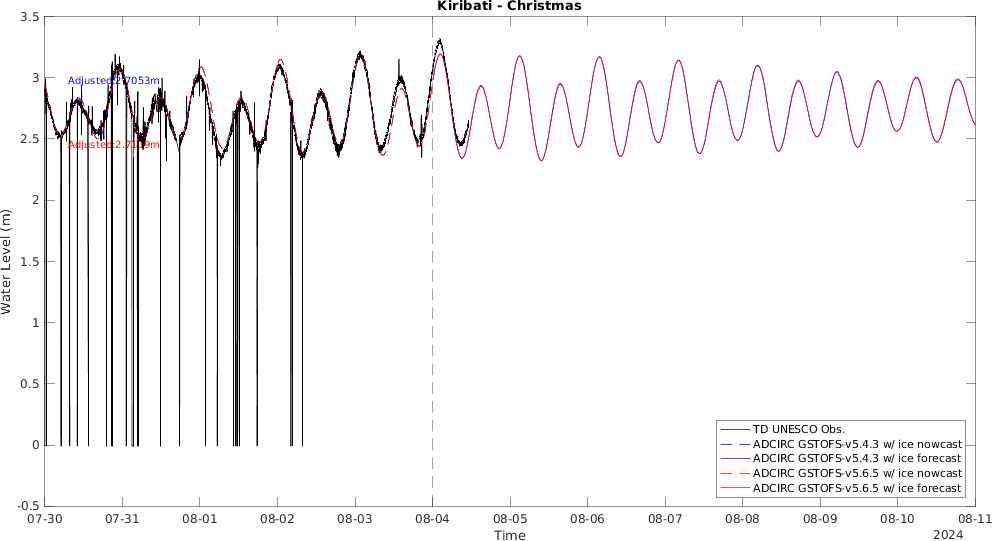 Kiribati - Christmas
3.5
3
2.5
2
1.5
1
0.5
0
-0.5
Water Level (m)
Adjusted:2.7053m
TD UNESCO Obs.
ADCIRC GSTOFS-v5.4.3 w/ ice nowcast
ADCIRC GSTOFS-v5.4.3 w/ ice forecast
ADCIRC GSTOFS-v5.6.5 w/ ice nowcast
ADCIRC GSTOFS-v5.6.5 w/ ice forecast
07-30 07-31 08-01 08-02 08-03 08-04 08-05 08-06 08-07 08-08 08-09 08-10 08-11
Time
2024